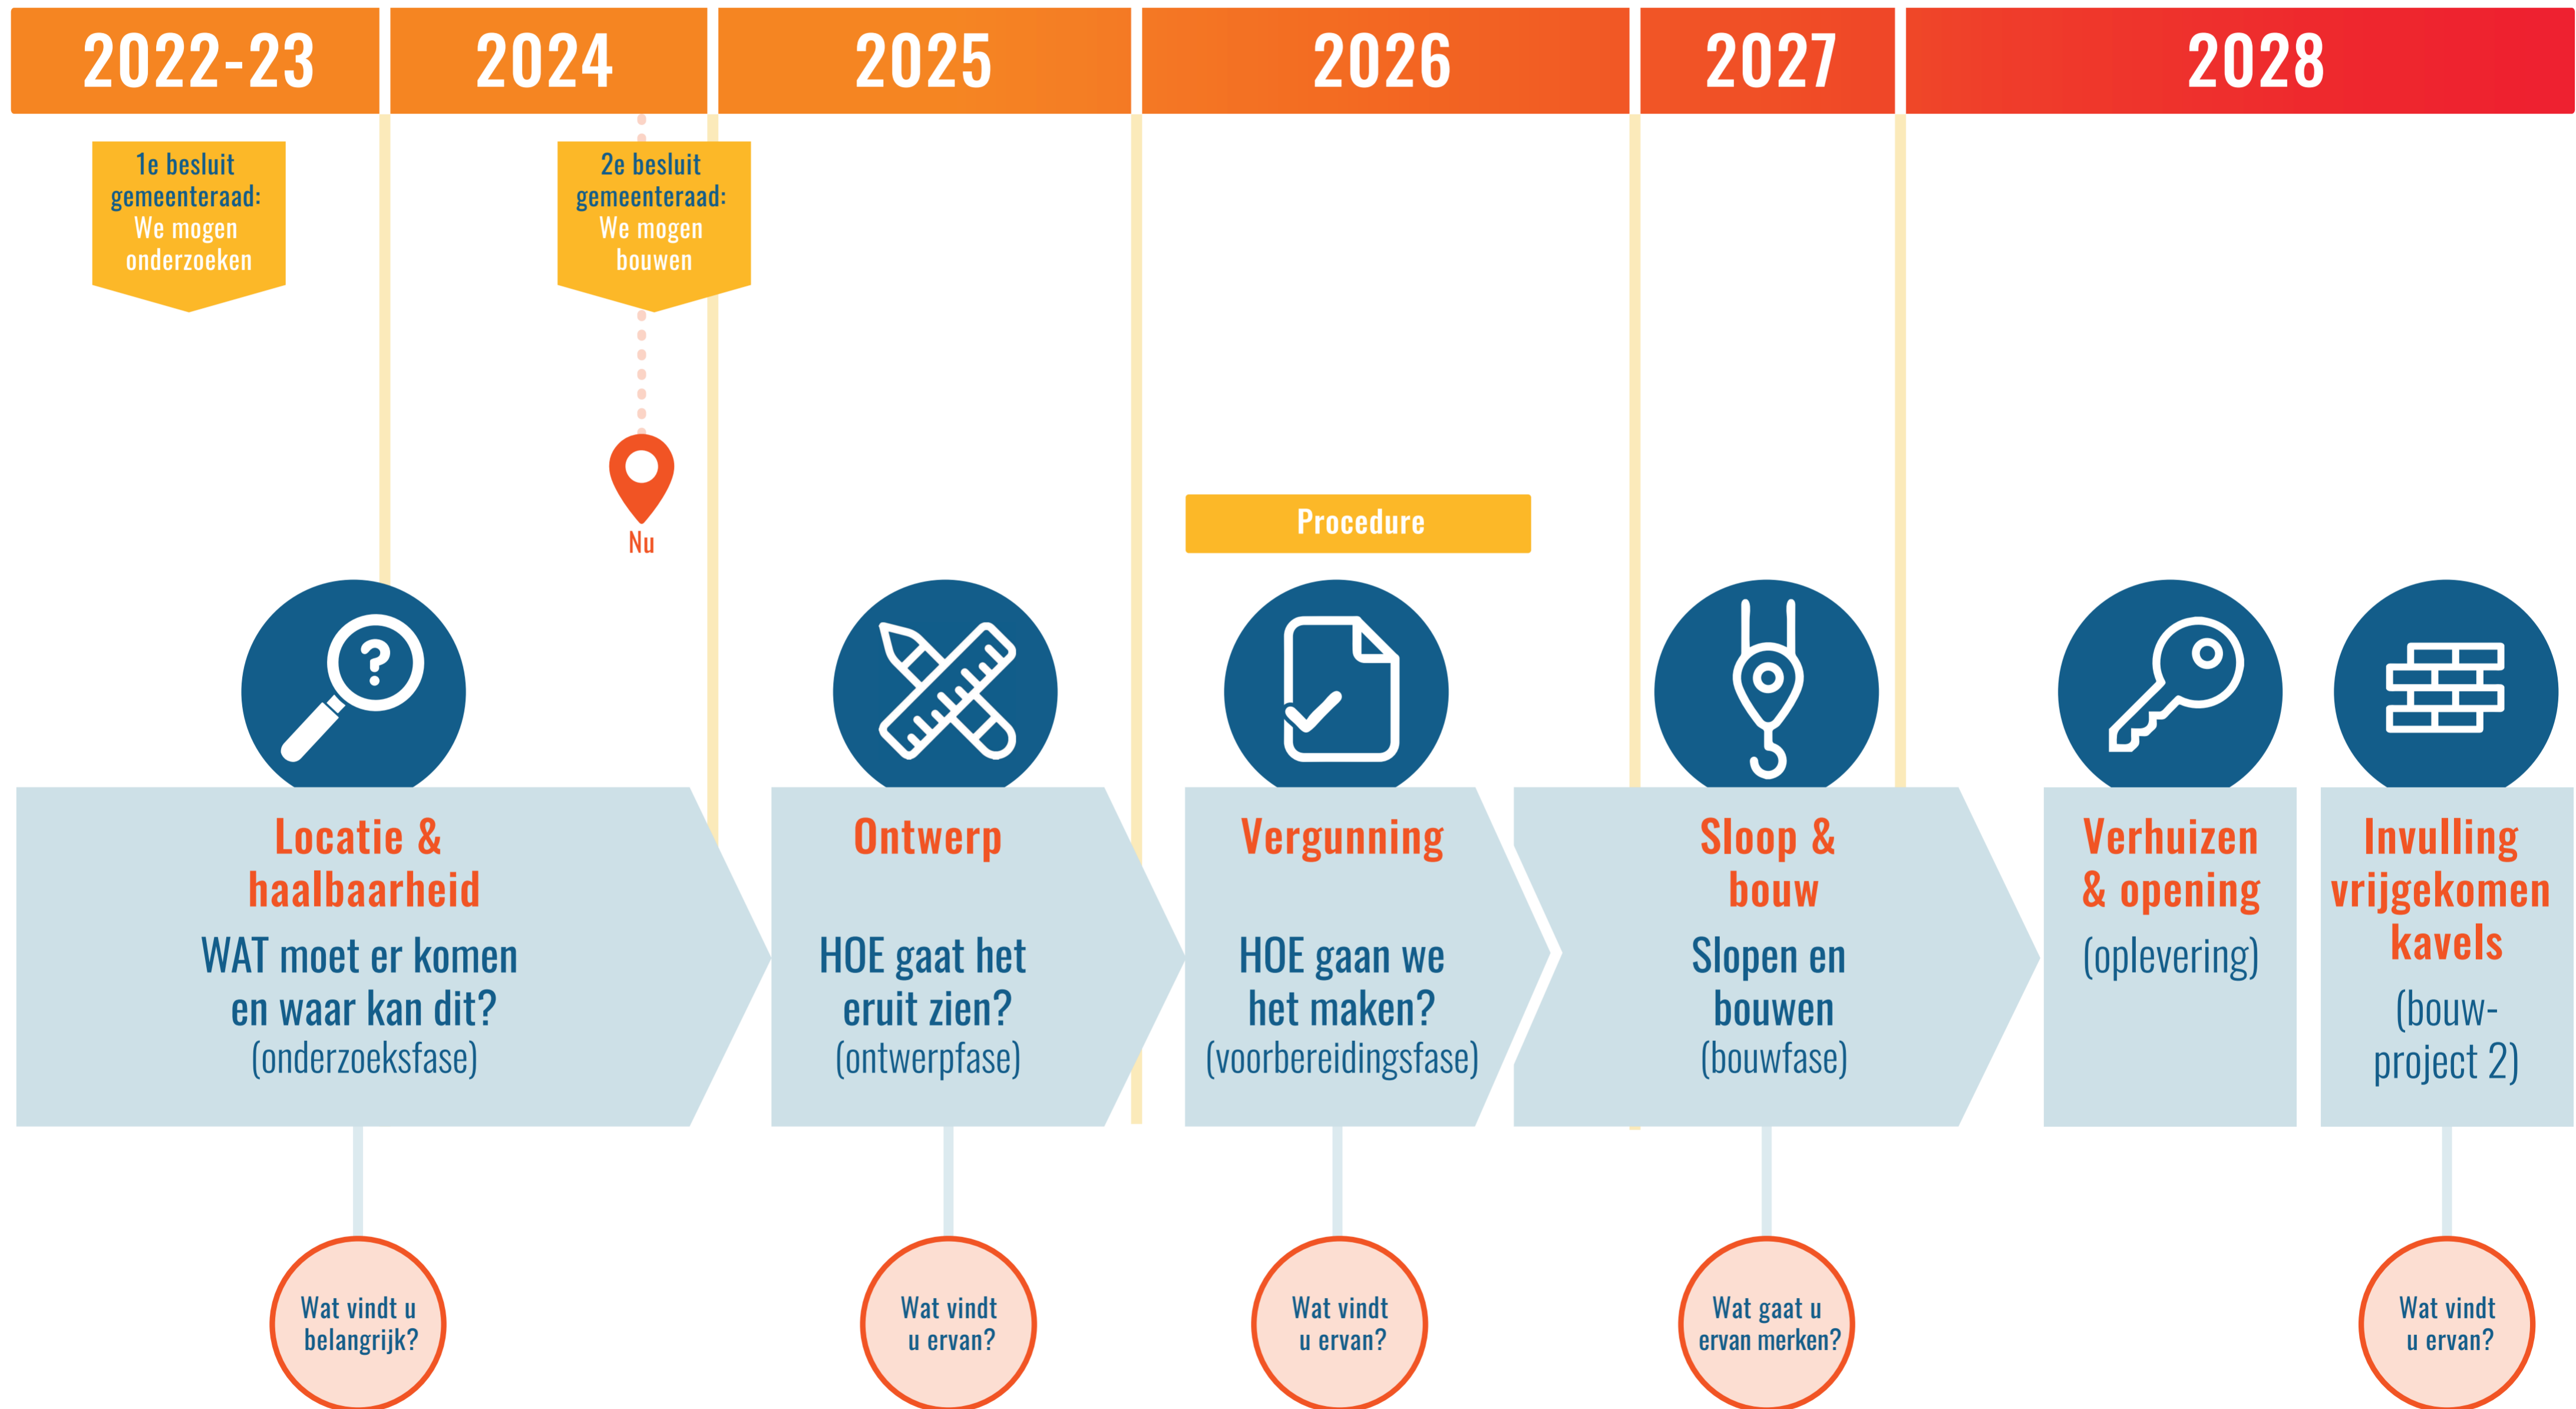 2022-23
2024
2025
2026
2027
2028
1e besluit
gemeenteraad:
We mogen
onderzoeken
2e besluit
gemeenteraad:
We mogen
bouwen
Nu
Procedure
?
Locatie &
haalbaarheid
WAT moet er komen
en waar kan dit?
(onderzoeksfase)
Ontwerp
HOE gaat het
eruit zien?
(ontwerpfase)
Vergunning
HOE gaan we
het maken?
(voorbereidingsfase)
Sloop &
bouw
Slopen en
bouwen
(bouwfase)
Verhuizen
& opening
(oplevering)
Invulling
vrijgekomen
kavels
(bouw-
project 2)
Wat vindt u
belangrijk?
Wat vindt
u ervan?
Wat vindt
u ervan?
Wat gaat u
ervan merken?
Wat vindt
u ervan?